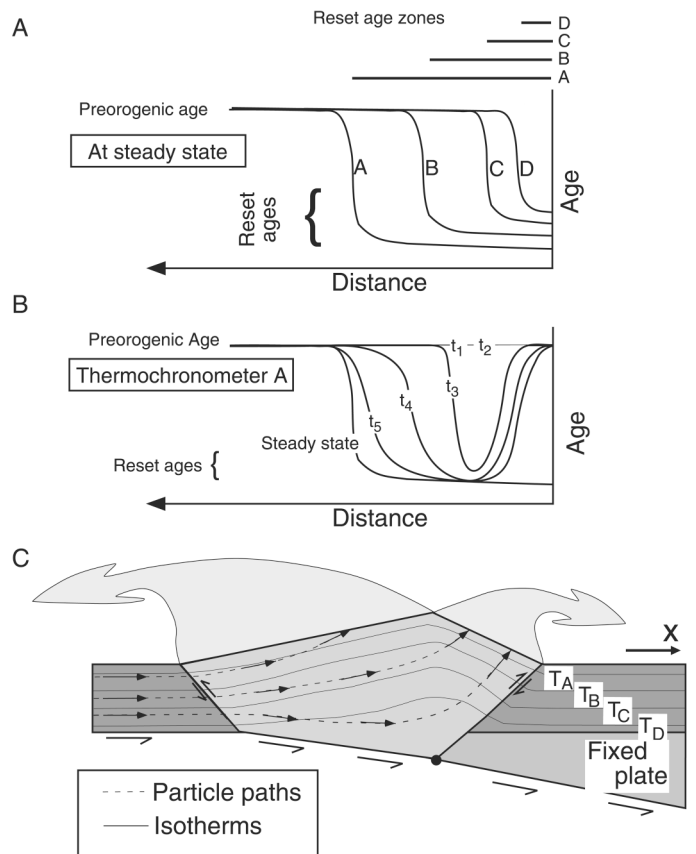 A
Reset age zones
D
C
B
A
Preorogenic age
At steady state
A
B
C
D
Reset
ages
Age
Distance
B
Preorogenic Age
t1 - t2
Thermochronometer A
t3
t4
t5
Steady state
Reset ages
Age
Distance
C
X
TA
TB
TC
TD
Fixed
plate
Particle paths
Isotherms